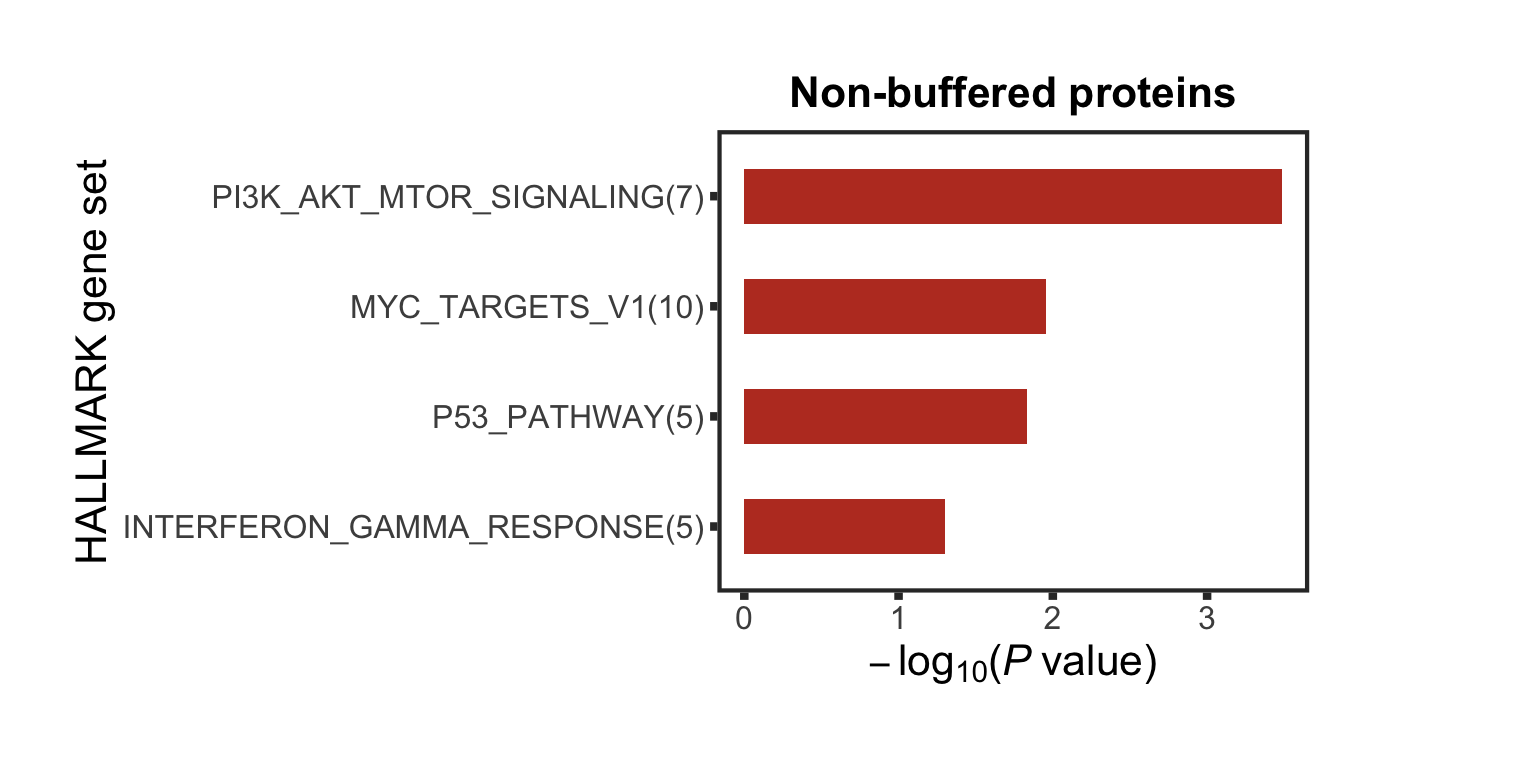 Non-buffered proteins
HALLMARK gene set
PI3K_AKT_MTOR_SIGNALING(7)
MYC_TARGETS_V1(10)
P53_PATHWAY(5)
INTERFERON_GAMMA_RESPONSE(5)
0 1 2 3
− log10(P value)